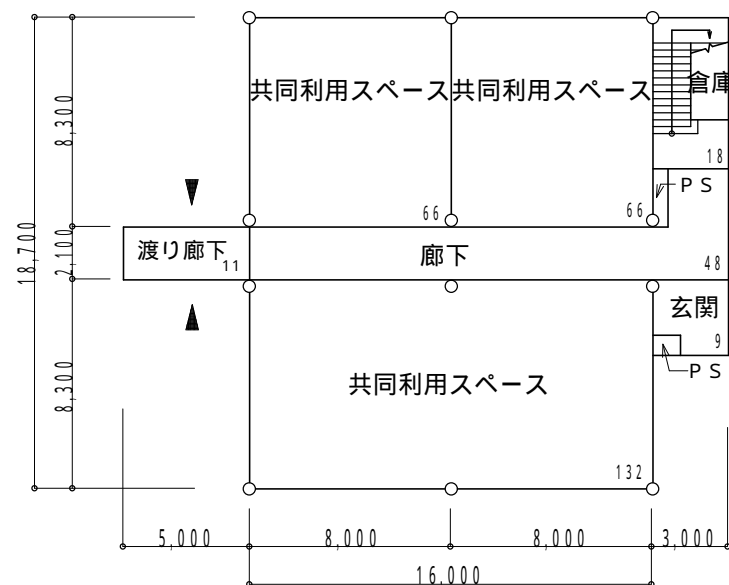 共同利用スペース
共同利用スペース
倉庫
8,300
18
PS
66
66
18,700
2,100
渡り廊下
11
廊下
48
玄関
9
PS
8,300
共同利用スペース
132
5,000
8,000
8,000
3,000
16,000